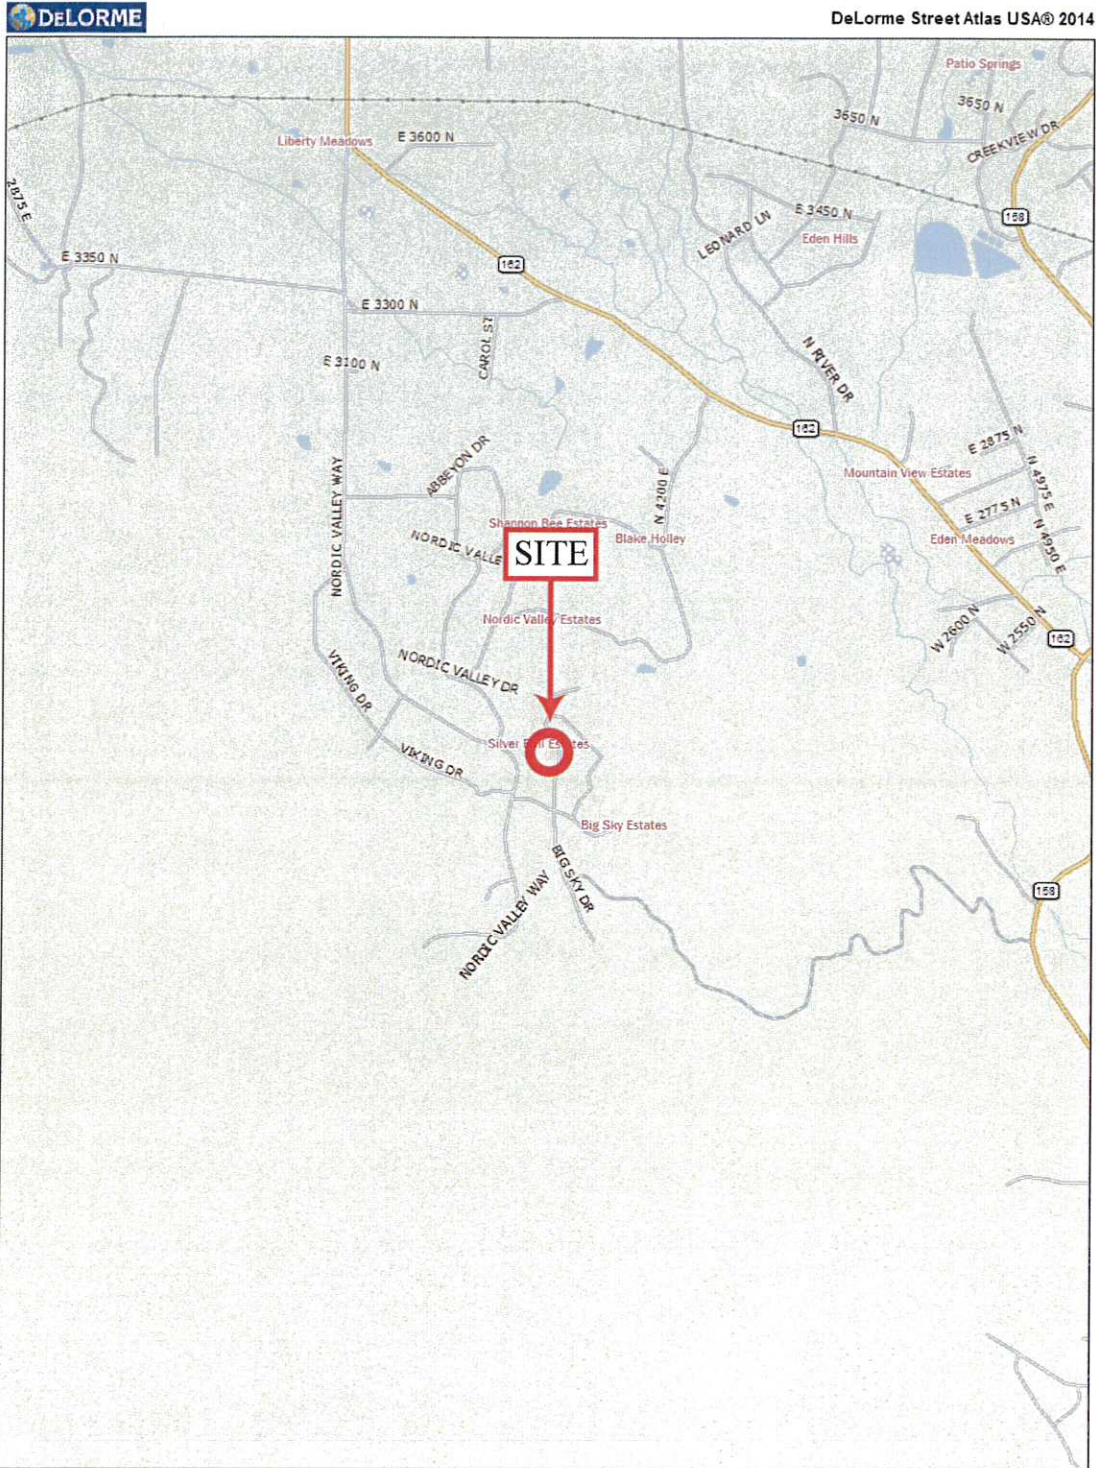 DELORME
DeLorme Street Atlas USA® 2014
Patio Springs
3650 N
3650 N
CREEKVIEW DR
Liberty Meadows
E 3600 N
2875 E
158
LEONARD LN
E 3450 N
Eden Hills
E 3350 N
162
E 3300 N
CAROL ST
E 3100 N
N RIVER DR
162
E 2875 N
ABBEYON DR
Mountain View Estates
N 4975 E
NORDIC VALLEY WAY
N 4200 E
E 2775 N
Shannon Bee Estates
Blake Holley
Eden Meadows
N 4950 E
NORDIC VALLE
SITE
Nordic Valley Estates
W 2600 N
W 2550 N
162
VIKING DR
NORDIC VALLEY DR
Silver Estates
VIKING DR
Big Sky Estates
BIG SKY DR
158
NORDIC VALLEY WAY